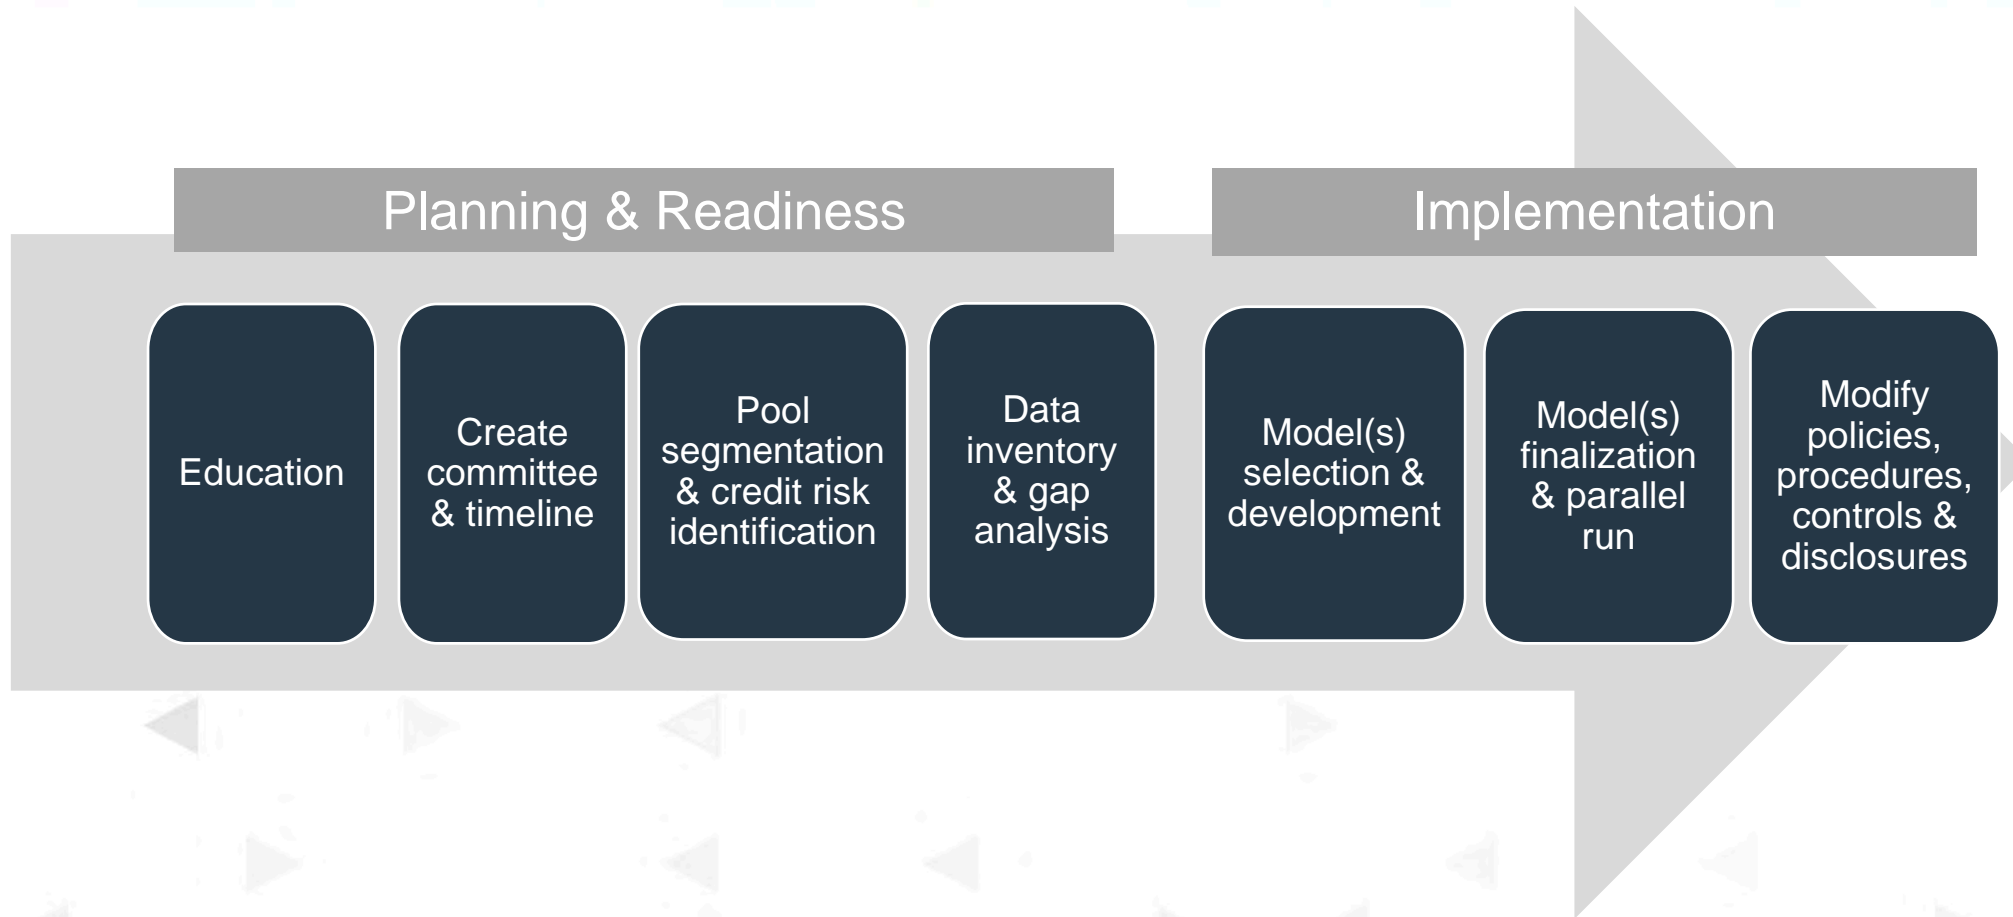 Planning & Readiness
Implementation
Education
Create
committee
& timeline
Pool
segmentation
& credit risk
identification
Data
inventory
& gap
analysis
Model(s)
selection &
development
Model(s)
finalization
& parallel
run
Modify
policies,
procedures,
controls &
disclosures